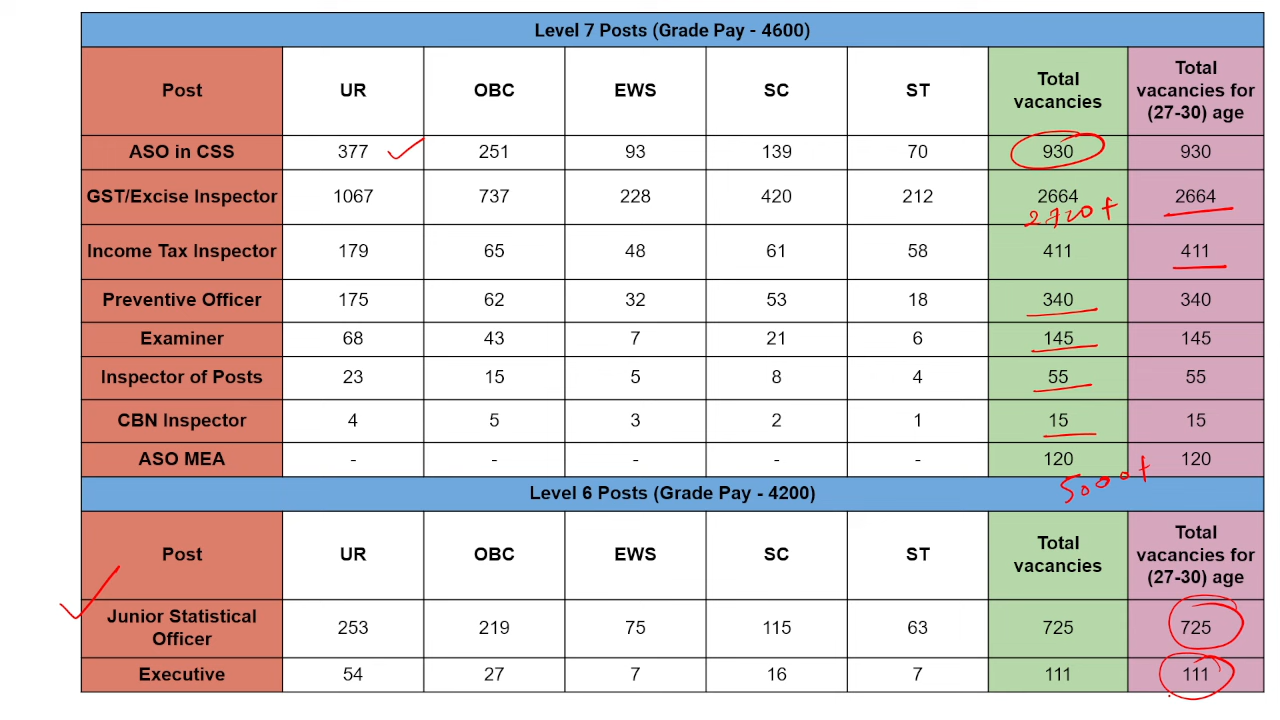 Level 7 Posts (Grade Pay - 4600)
Post UR OBC EWS SC ST Total vacancies Total vacancies for (27-30) age
ASO in CSS 377 251 93 139 70 930 930
GST/Excise Inspector 1067 737 228 420 212 2664 2664
2720+
Income Tax Inspector 179 65 48 61 58 411 411
Preventive Officer 175 62 32 53 18 340 340
Examiner 68 43 7 21 6 145 145
Inspector of Posts 23 15 5 8 4 55 55
CBN Inspector 4 5 3 2 1 15 15
ASO MEA - - - - - 120 120
5000+
Level 6 Posts (Grade Pay - 4200)
Post UR OBC EWS SC ST Total vacancies Total vacancies for (27-30) age
Junior Statistical Officer 253 219 75 115 63 725 725
Executive 54 27 7 16 7 111 111